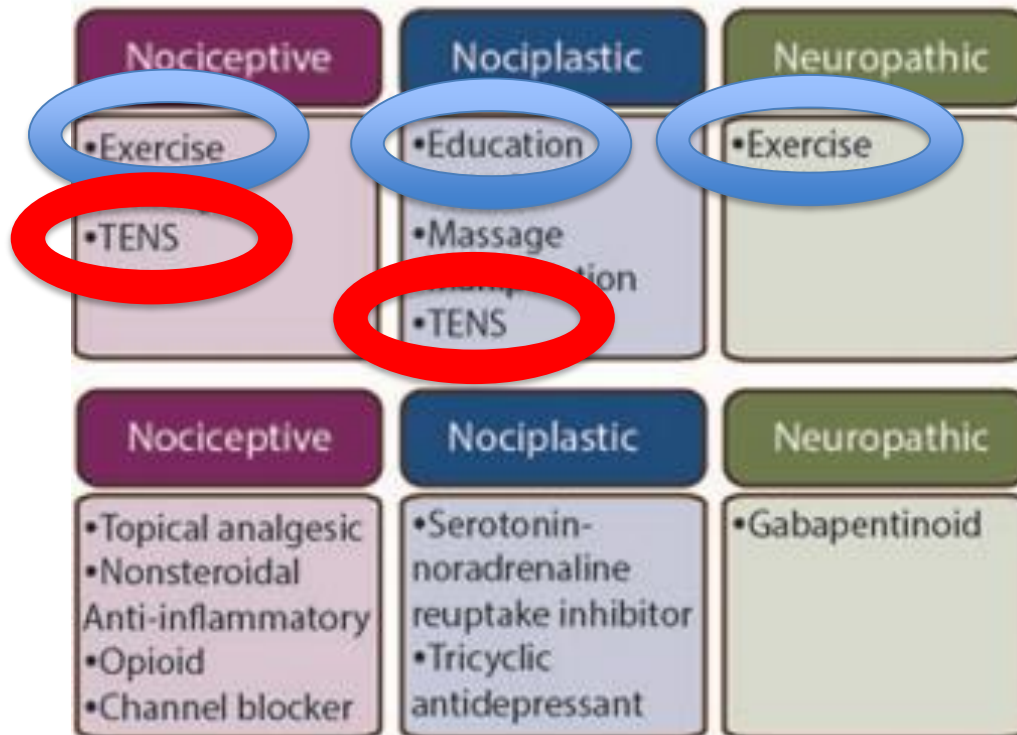 Nociceptive
•Exercise
•TENS
Nociplastic
•Education
•Massage
•TENS
Neuropathic
•Exercise
Nociceptive
•Topical analgesic
•Nonsteroidal
Anti-inflammatory
•Opioid
•Channel blocker
Nociplastic
•Serotonin-
noradrenaline
reuptake inhibitor
•Tricyclic
antidepressant
Neuropathic
•Gabapentinoid